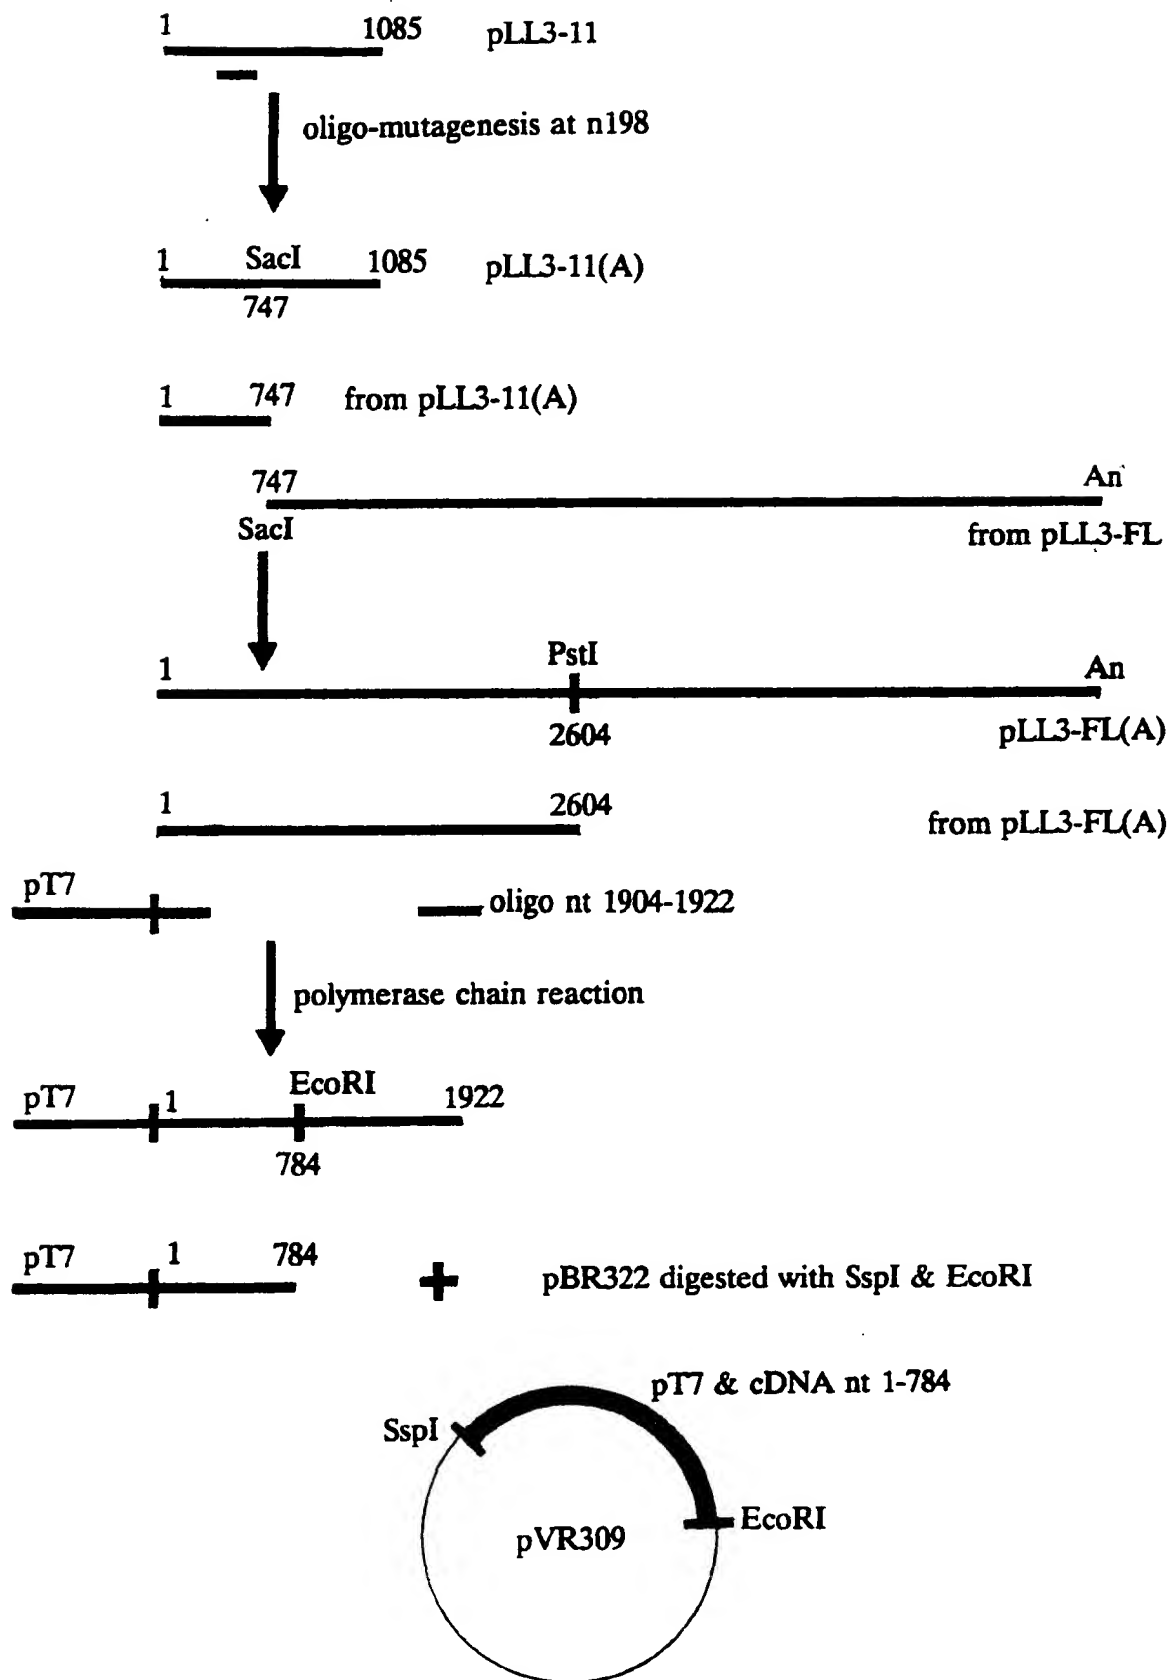 1 1085 pLL3-11
oligo-mutagenesis at n198
1 SacI 1085 pLL3-11(A)
747
1 747 from pLL3-11(A)
747 An
SacI from pLL3-FL
1 PstI An
2604 pLL3-FL(A)
1 2604 from pLL3-FL(A)
pT7 oligo nt 1904-1922
polymerase chain reaction
pT7 1 EcoRI 1922
784
pT7 1 784 + pBR322 digested with SspI & EcoRI
pT7 & cDNA nt 1-784
SspI
EcoRI
pVR309